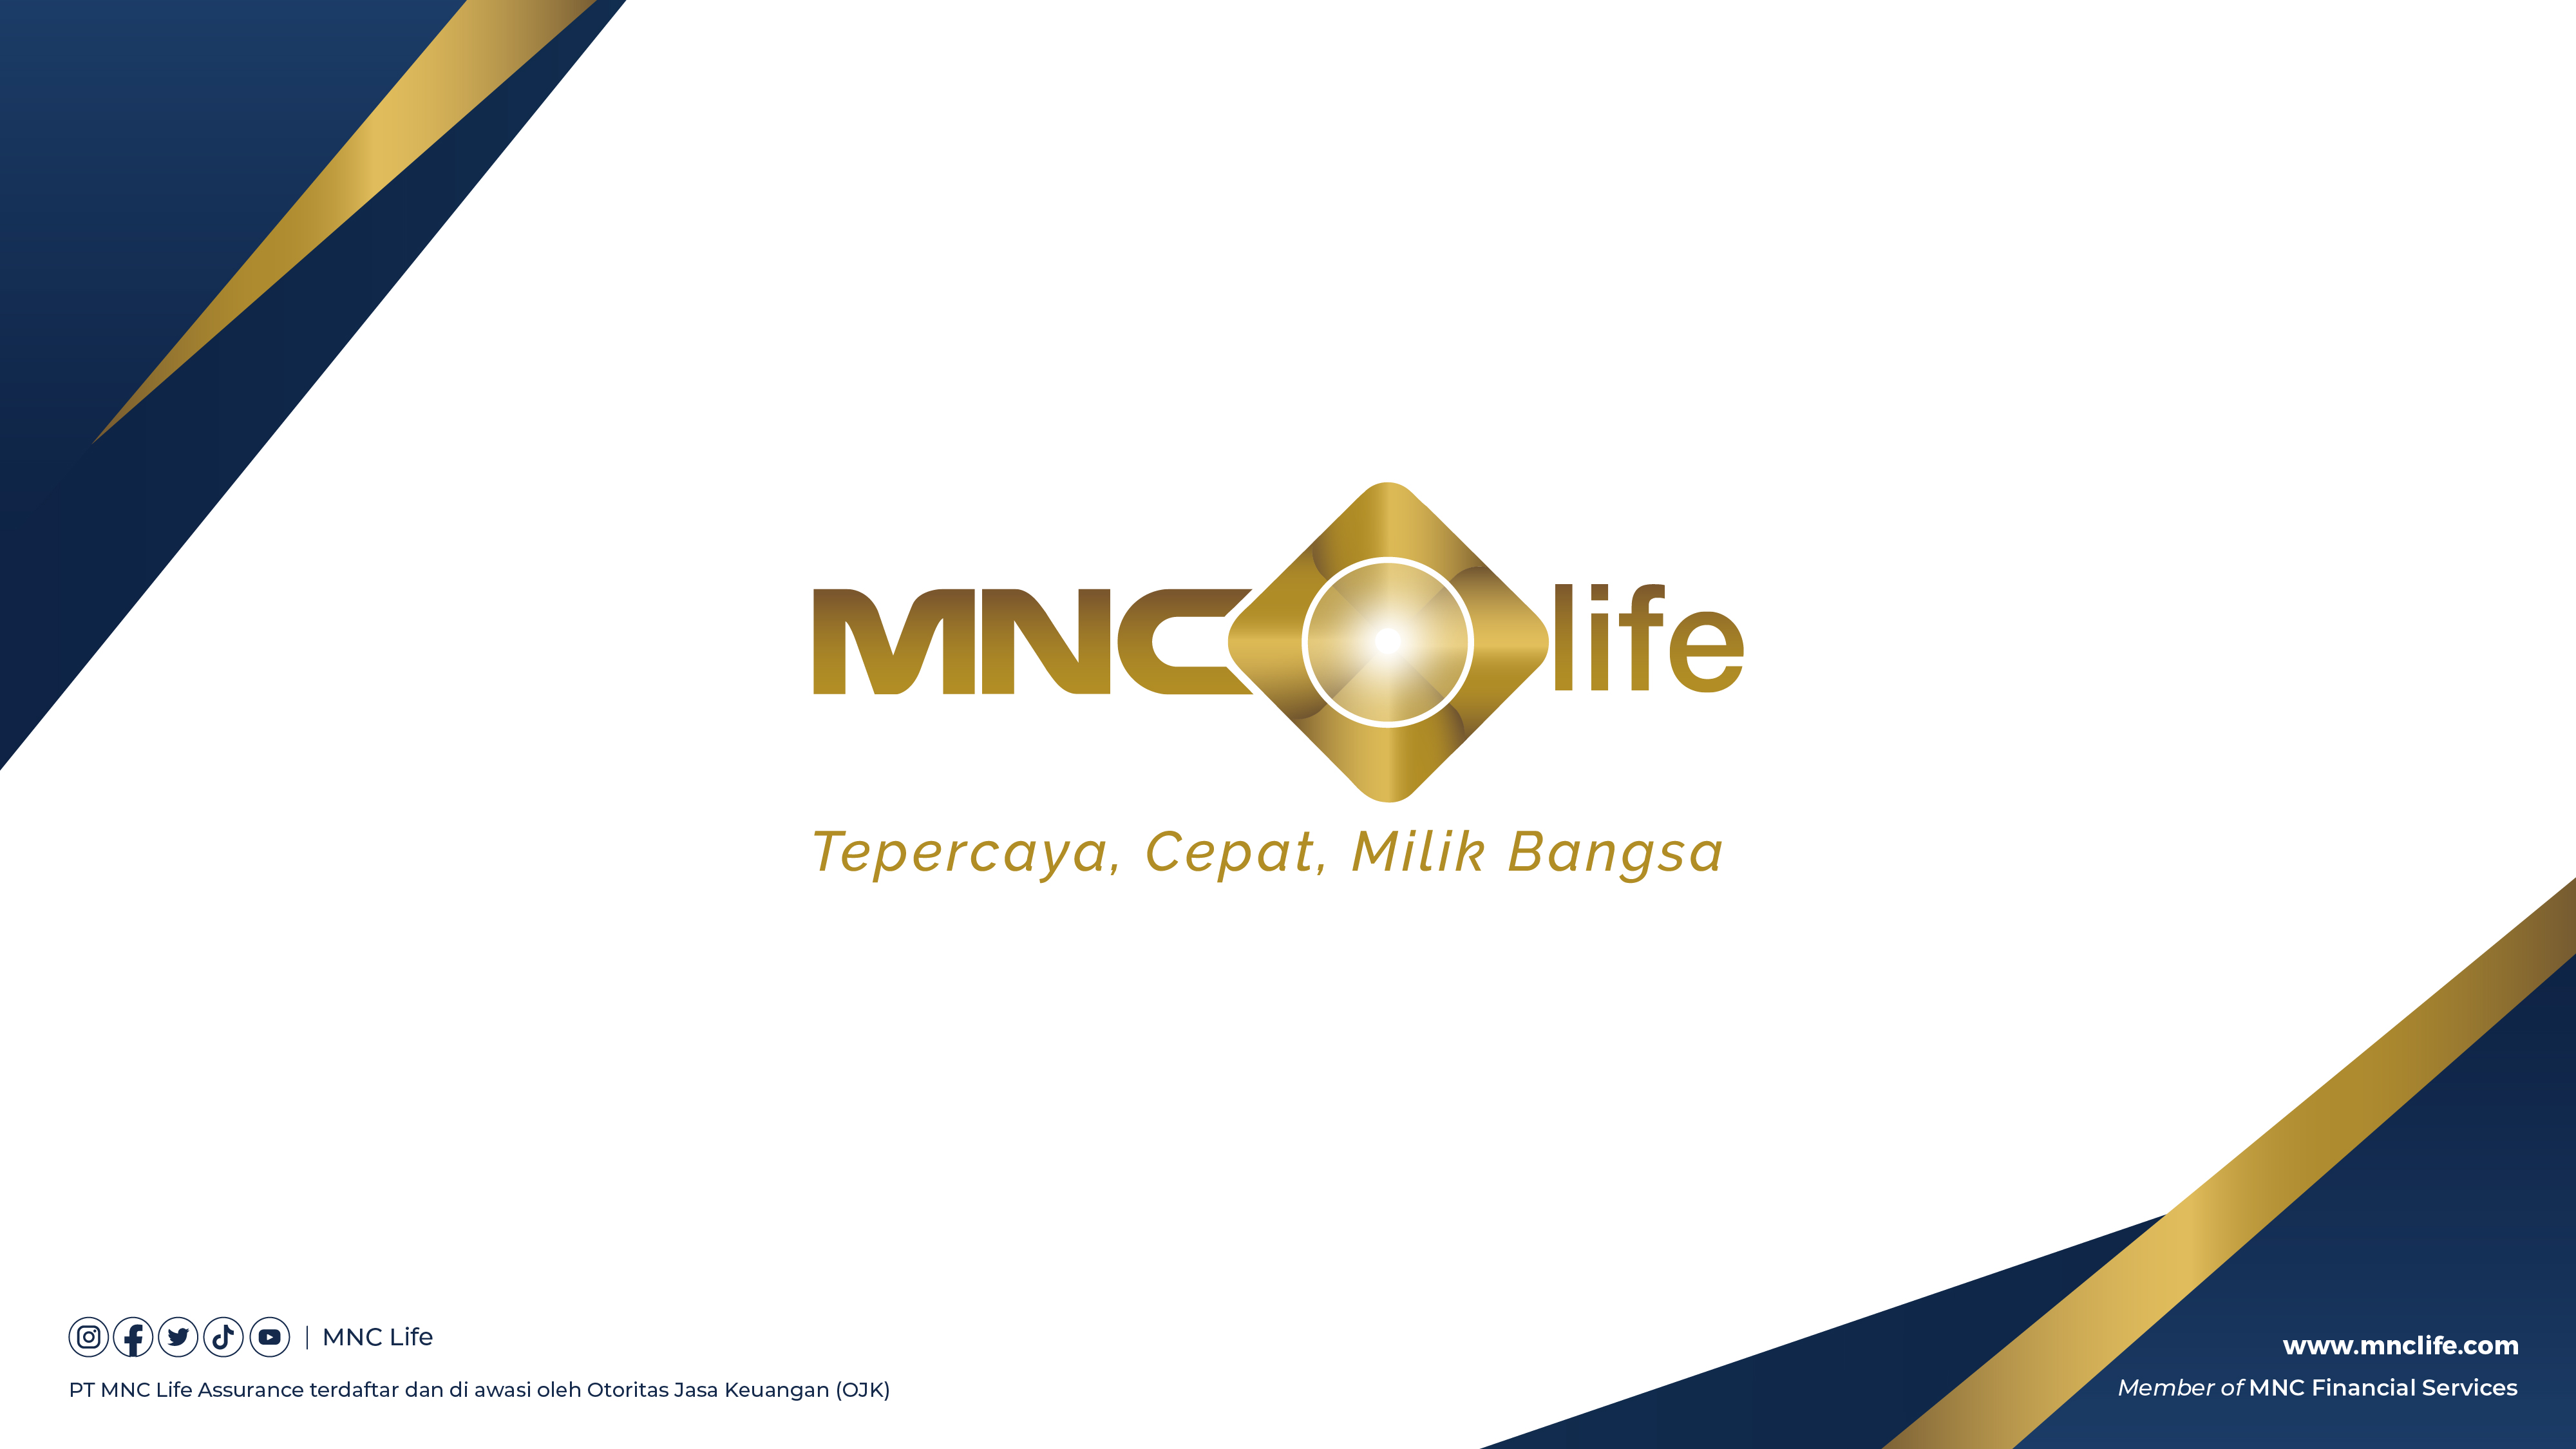 MNC life
Tepercaya, Cepat, Milik Bangsa
MNC Life
PT MNC Life Assurance terdaftar dan di awasi oleh Otoritas Jasa Keuangan (OJK)
www.mnclife.com
Member of MNC Financial Services